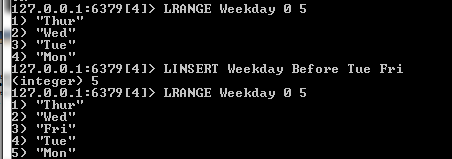 127.0.0.1:6379[4]> LRANGE Weekday 0 5
1) "Thur"
2) "Wed"
3) "Tue"
4) "Mon"
127.0.0.1:6379[4]> LINSERT Weekday Before Tue Fri
(integer) 5
127.0.0.1:6379[4]> LRANGE Weekday 0 5
1) "Thur"
2) "Wed"
3) "Fri"
4) "Tue"
5) "Mon"